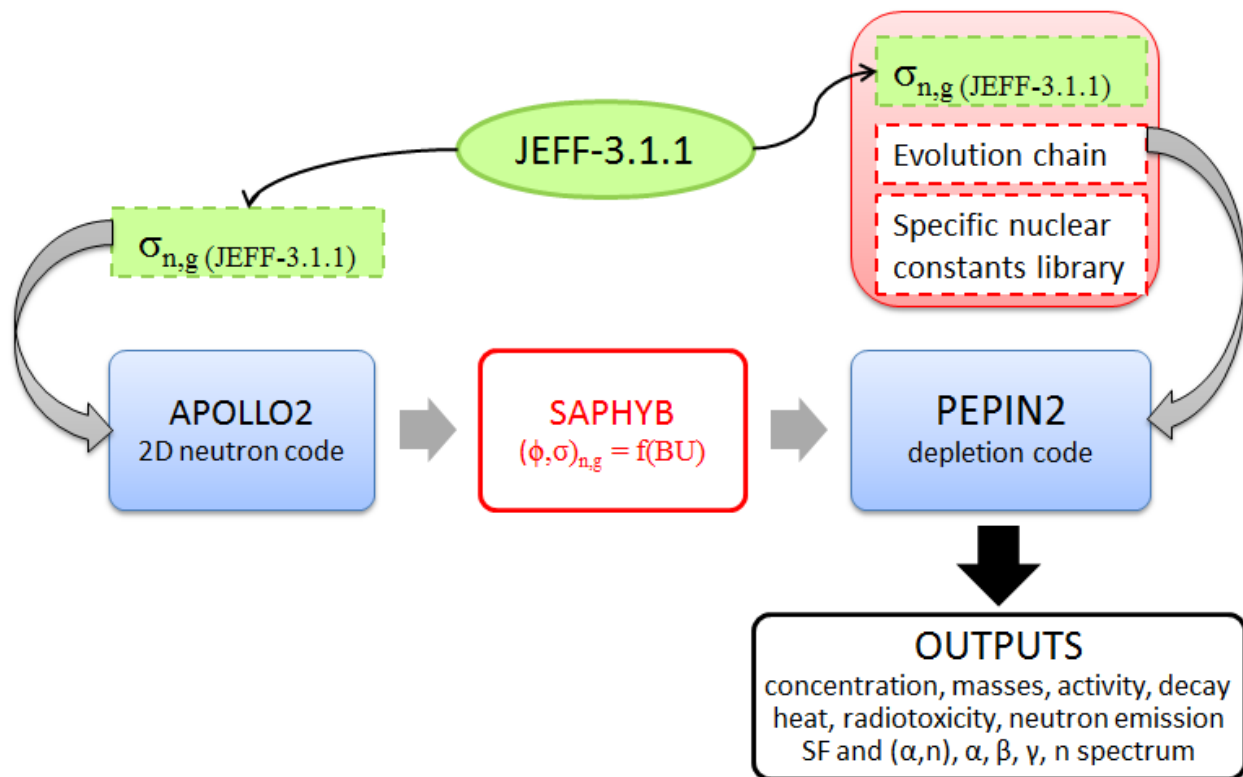 JEFF-3.1.1
σn,g (JEFF-3.1.1)
Evolution chain
Specific nuclear
constants library
σn,g (JEFF-3.1.1)
APOLLO2
2D neutron code
SAPHYB
(ϕ,σ)n,g = f(BU)
PEPIN2
depletion code
OUTPUTS
concentration, masses, activity, decay
heat, radiotoxicity, neutron emission
SF and (α,n), α, β, γ, n spectrum